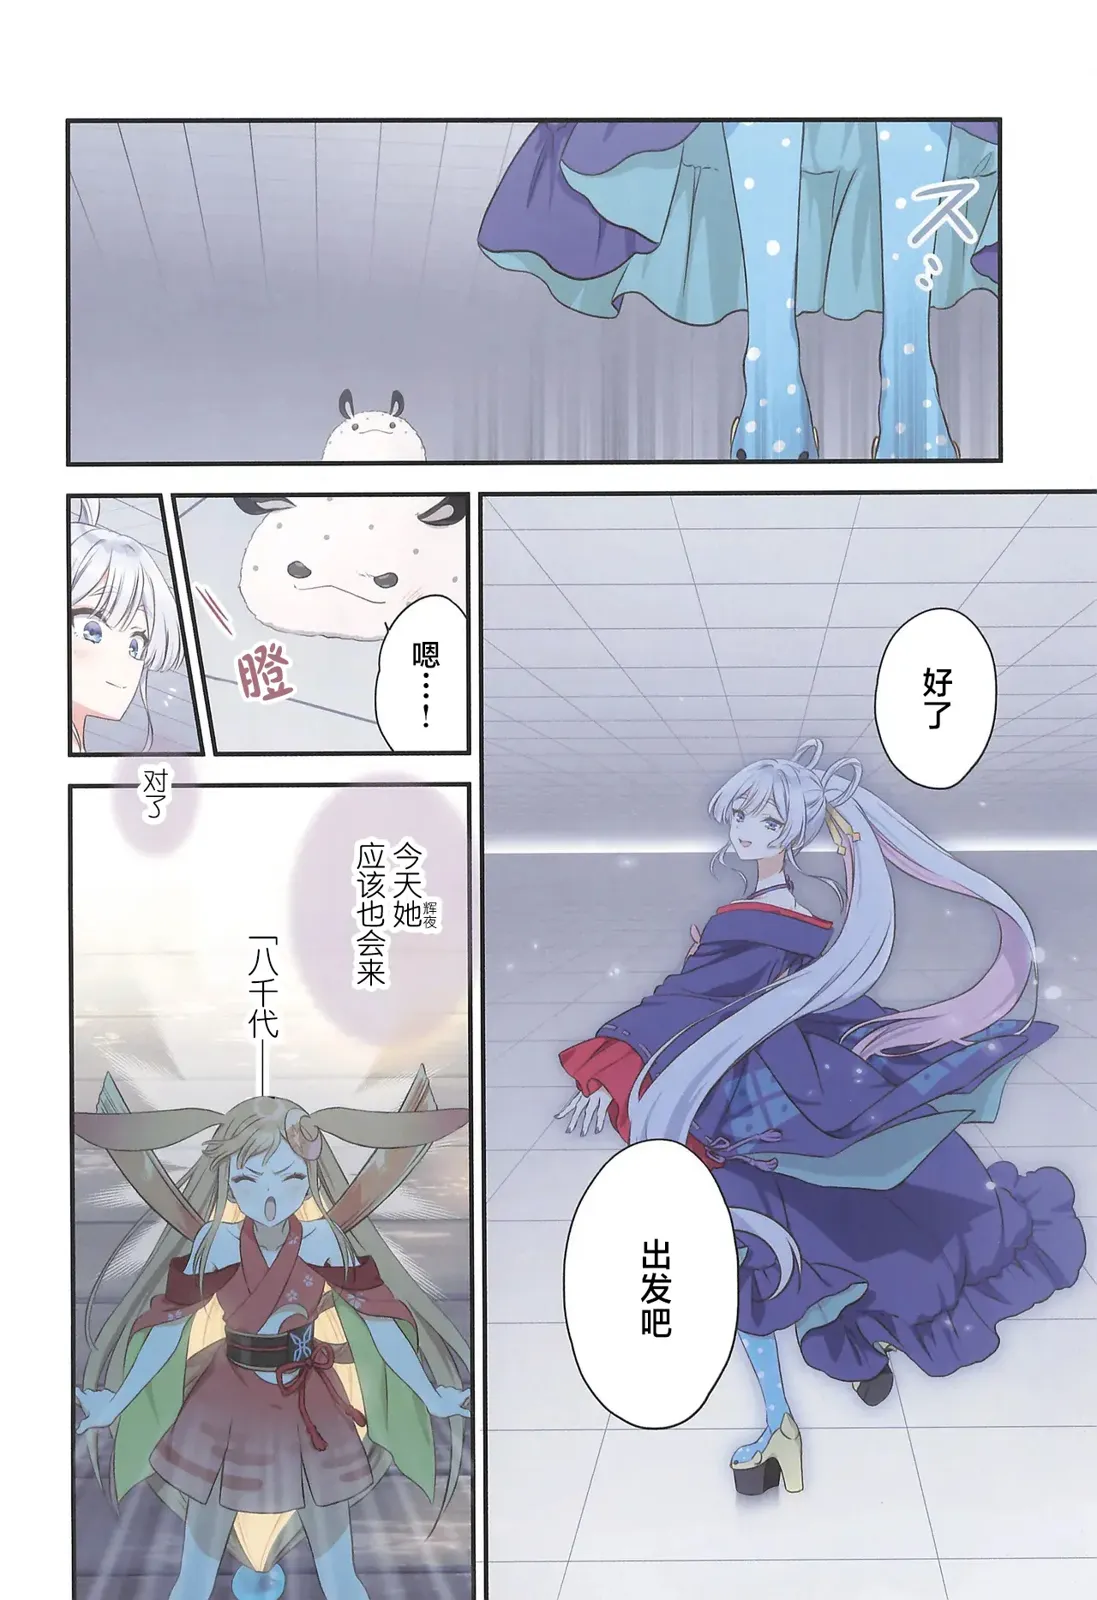 ス…
好了
出发吧
嗯……！
瞪
对了
今天她
辉夜
应该也会来
「八千代——